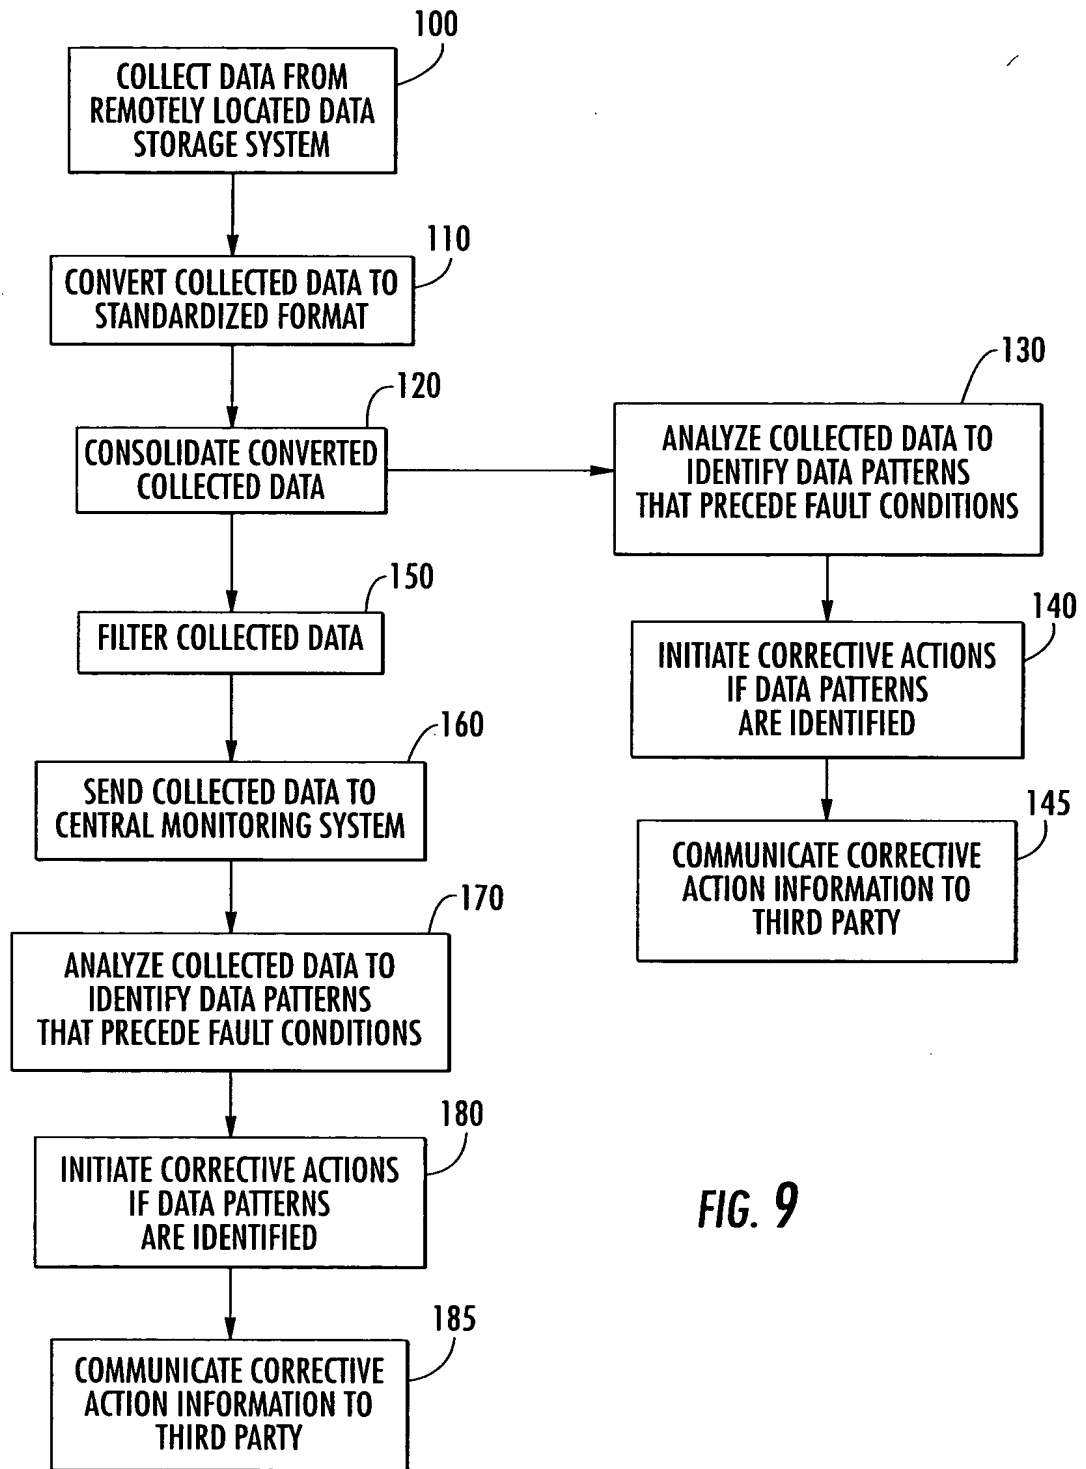 100
COLLECT DATA FROM
REMOTELY LOCATED DATA
STORAGE SYSTEM
110
CONVERT COLLECTED DATA TO
STANDARDIZED FORMAT
120
CONSOLIDATE CONVERTED
COLLECTED DATA
130
ANALYZE COLLECTED DATA TO
IDENTIFY DATA PATTERNS
THAT PRECEDE FAULT CONDITIONS
140
INITIATE CORRECTIVE ACTIONS
IF DATA PATTERNS
ARE IDENTIFIED
145
COMMUNICATE CORRECTIVE
ACTION INFORMATION TO
THIRD PARTY
150
FILTER COLLECTED DATA
160
SEND COLLECTED DATA TO
CENTRAL MONITORING SYSTEM
170
ANALYZE COLLECTED DATA TO
IDENTIFY DATA PATTERNS
THAT PRECEDE FAULT CONDITIONS
180
INITIATE CORRECTIVE ACTIONS
IF DATA PATTERNS
ARE IDENTIFIED
185
COMMUNICATE CORRECTIVE
ACTION INFORMATION TO
THIRD PARTY
FIG. 9